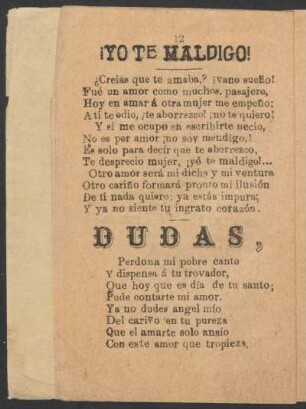 12
¡YO TE MALDIGO!
¿Creias que te amaba,? ¡vano sueño!
Fué un amor como muchos, pasajero,
Hoy en amar á otra mujer me empeño;
A tí te odio, ¡te aborrezco! ¡no te quiero!
Y si me ocupo en escribirte necio,
No es por amor ¡no soy mendigo,!
Es solo para decir que te aborrezco,
Te desprecio mujer, ¡yó te maldigo!...
Otro amor será mi dicha y mi ventura
Otro cariño formará pronto mi ilusión
De tí nada quiero; ya estás impura;
Y ya no siente tu ingrato corazón.
DUDAS,
Perdona mi pobre canto
Y dispensa á tu trovador,
Que hoy que es día de tu santo;
Pude contarte mi amor.
Ya no dudes angel mío
Del cariño en tu pureza
Que el amarte solo ansío
Con este amor que tropieza,